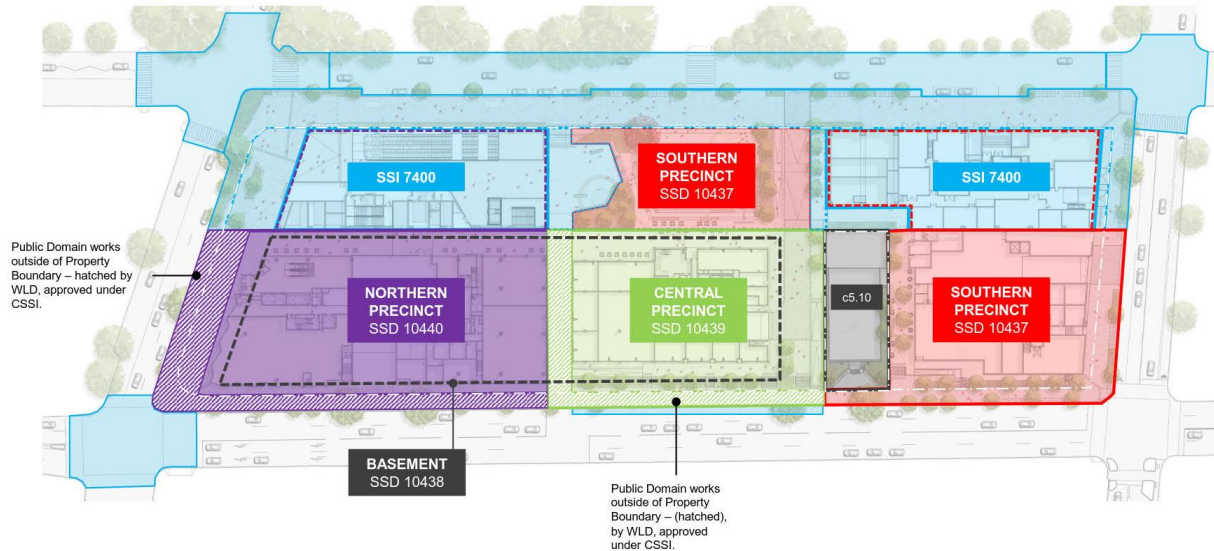 SSI 7400
SOUTHERN
PRECINCT
SSD 10437
SSI 7400
Public Domain works
outside of Property
Boundary – hatched by
WLD, approved under
CSSI.
NORTHERN
PRECINCT
SSD 10440
CENTRAL
PRECINCT
SSD 10439
c5.10
SOUTHERN
PRECINCT
SSD 10437
BASEMENT
SSD 10438
Public Domain works
outside of Property
Boundary – (hatched),
by WLD, approved
under CSSI.